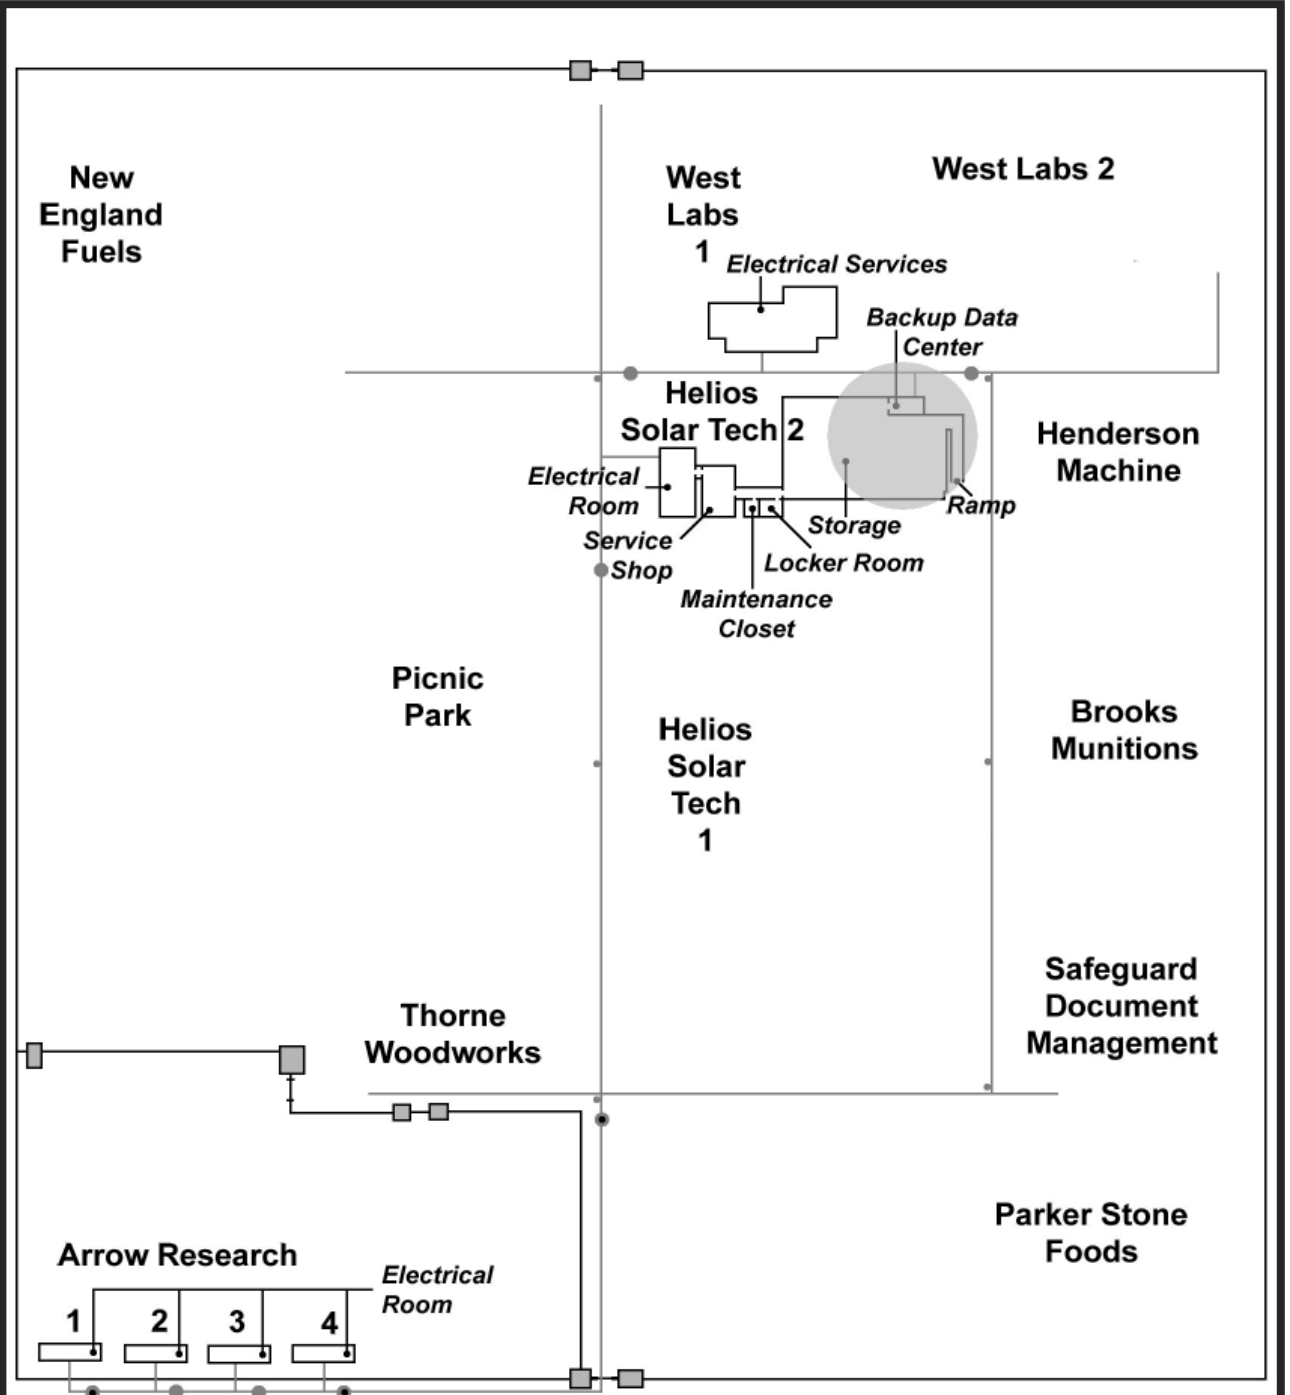 New
England
Fuels
West
Labs
1
West Labs 2
Electrical Services
Backup Data
Center
Helios
Solar Tech 2
Henderson
Machine
Electrical
Room
Ramp
Storage
Service
Shop
Locker Room
Maintenance
Closet
Picnic
Park
Helios
Solar
Tech
1
Brooks
Munitions
Safeguard
Document
Management
Thorne
Woodworks
Parker Stone
Foods
Arrow Research
Electrical
Room
1 2 3 4